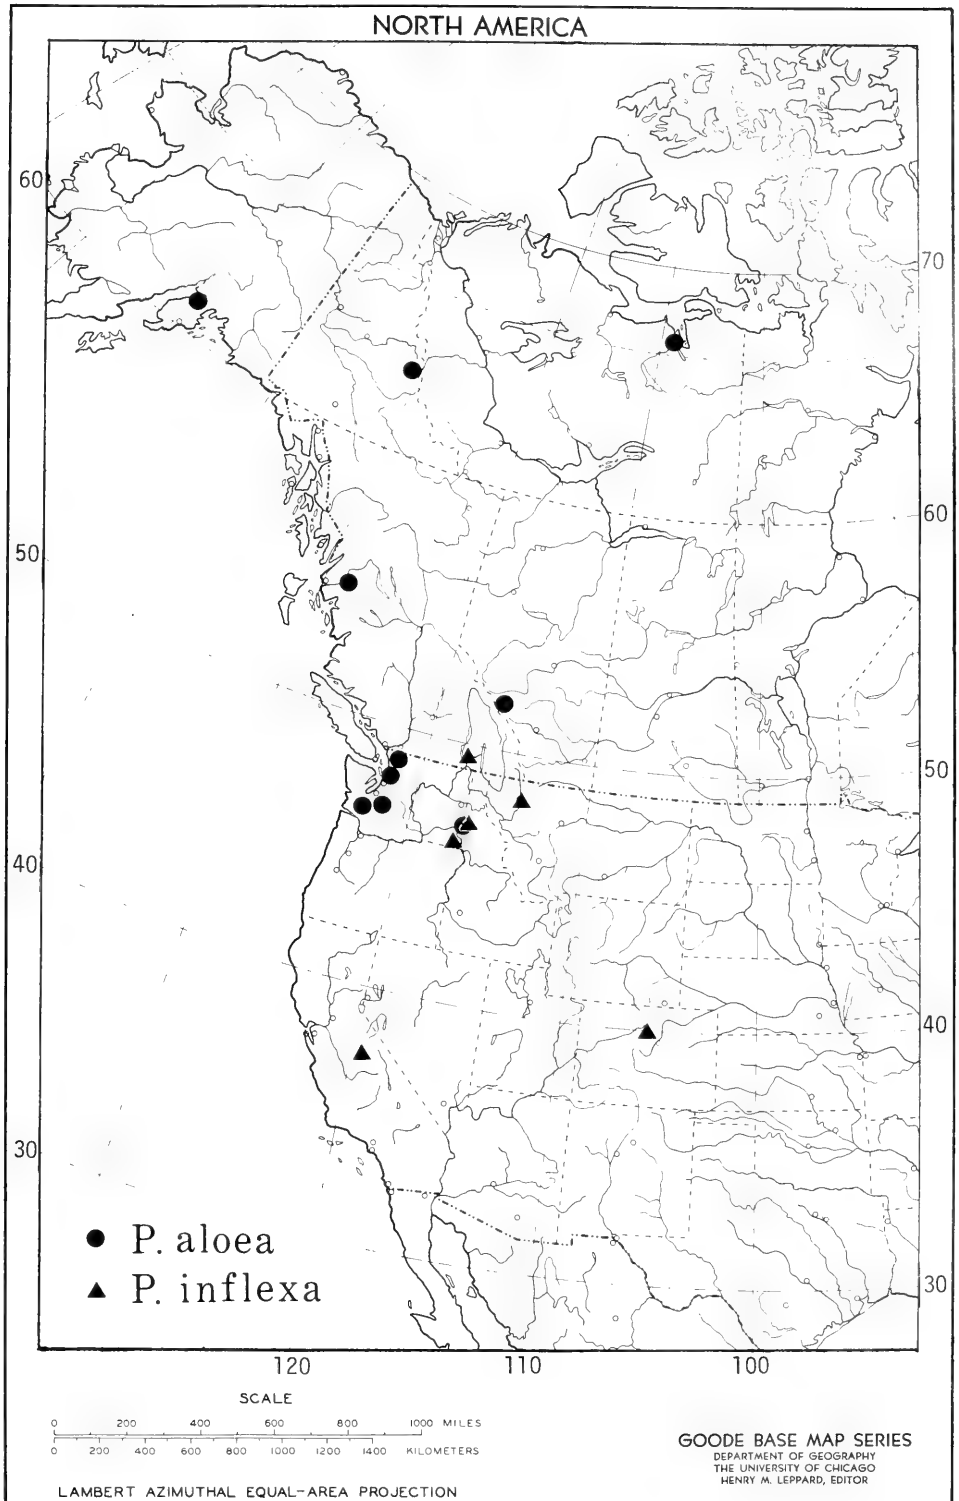 NORTH AMERICA
60
70
50
60
50
40
40
30
30
P. aloea
P. inflexa
120 110 100
SCALE
0 200 400 600 800 1000 MILES
0 200 400 600 800 1000 1200 1400 KILOMETERS
LAMBERT AZIMUTHAL EQUAL-AREA PROJECTION
GOODE BASE MAP SERIES
DEPARTMENT OF GEOGRAPHY
THE UNIVERSITY OF CHICAGO
HENRY M. LEPPARD, EDITOR